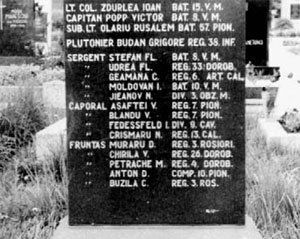 LT. COL. ZDURLEA IOAN BAT. 15. V. M.
CAPITAN POPP VICTOR BAT. 8. V. M.
SUB. LT. OLARIU RUSALEM BAT. 57. PION.
PLUTONIER BUDAN GRIGORE REG. 38. INF.
SERGENT STEFAN FL. BAT. 8. V. M.
" UDREA FL. REG. 33. DOROB.
" GEAMANA C. REG. 6. ART. CAL.
" MOLDOVAN I. BAT. 10. V. M.
" JIEANOV N. DIV. 3. OBZ. M.
CAPORAL ASAFTEI V. REG. 7. PION.
" BLANDU V. REG. 7. PION.
" FEDESSFELD I. DIV. 9. CAV.
" CRISMARU N. REG. 13. CAL.
FRUNTAS MURARU D. REG. 3. ROSIORI.
" CHIRILA V. REG. 26. DOROB.
" PETRACHE M. REG. 4. DOROB.
" ANTON D. COMP. 10. PION.
" BUZILA C. REG. 3. ROS.